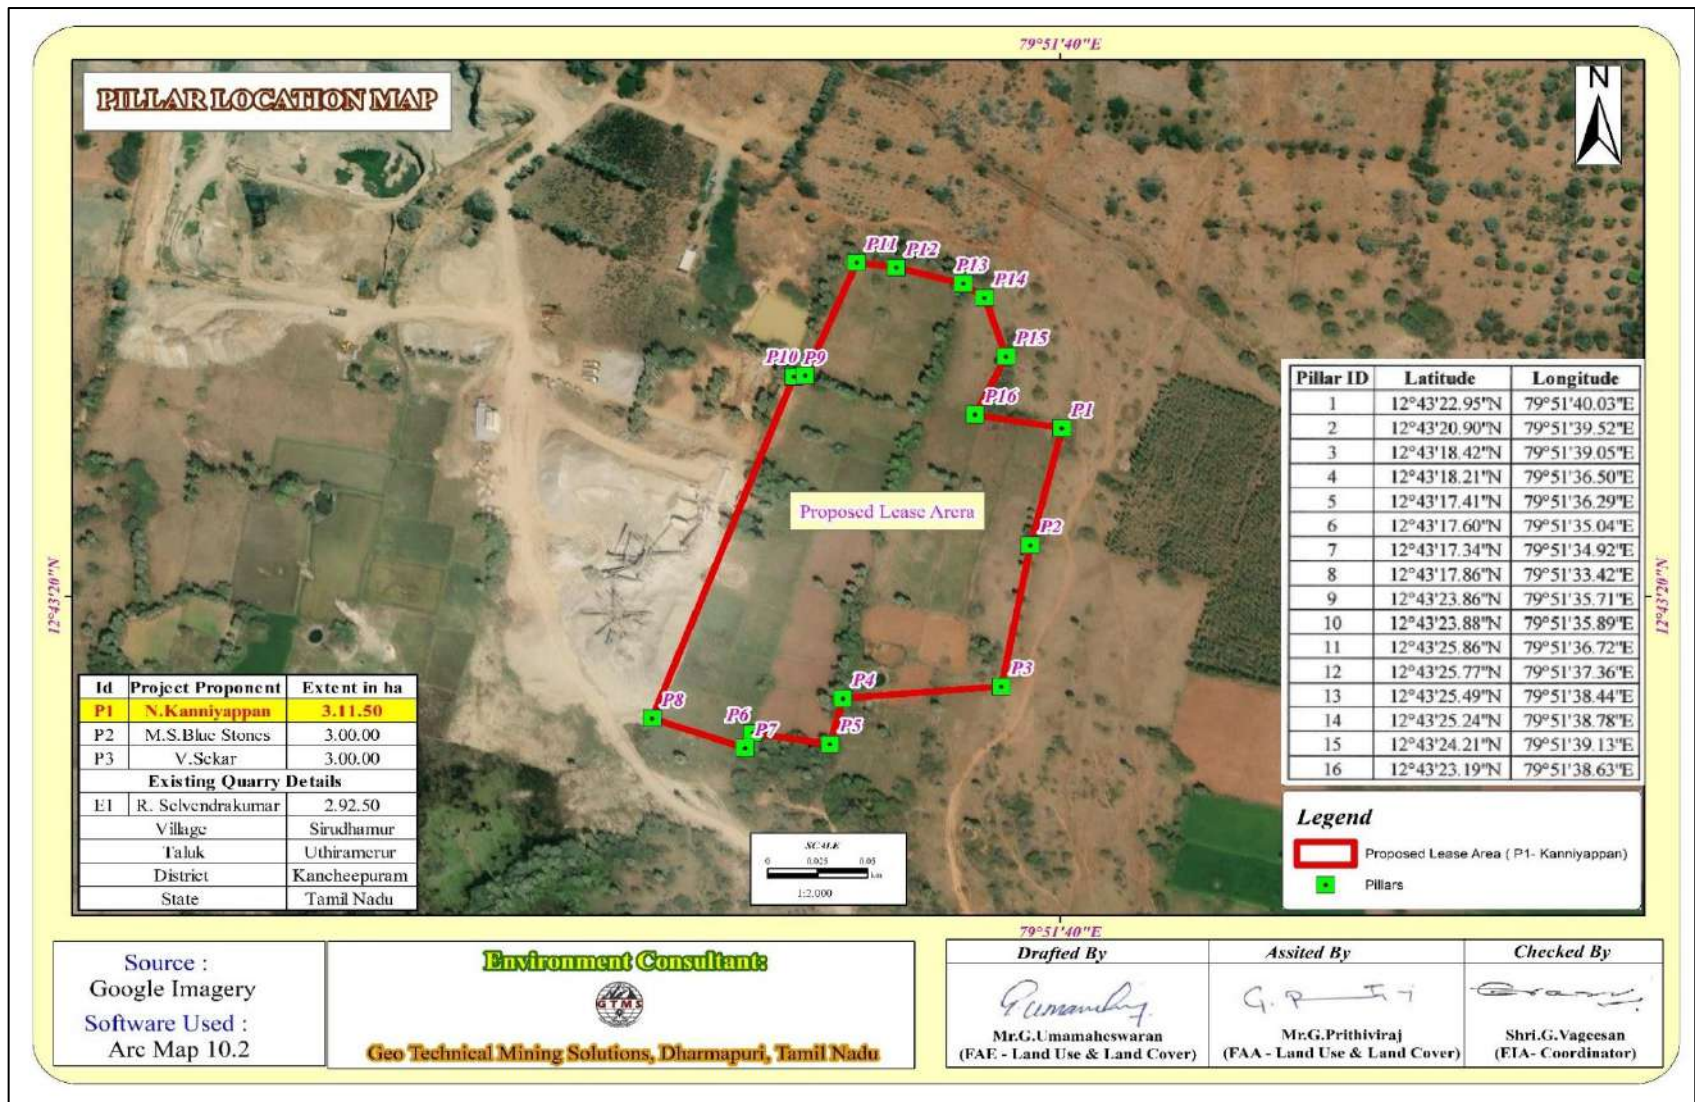 79°51'40"E
PILLAR LOCATION MAP
N
P11
P12
P13
P14
P15
P10
P9
P16
P1
P2
P3
P4
P5
P6
P7
P8
Proposed Lease Arera
12°43'20"N
12°43'20"N
Pillar ID Latitude Longitude
1 12°43'22.95"N 79°51'40.03"E
2 12°43'20.90"N 79°51'39.52"E
3 12°43'18.42"N 79°51'39.05"E
4 12°43'18.21"N 79°51'36.50"E
5 12°43'17.41"N 79°51'36.29"E
6 12°43'17.60"N 79°51'35.04"E
7 12°43'17.34"N 79°51'34.92"E
8 12°43'17.86"N 79°51'33.42"E
9 12°43'23.86"N 79°51'35.71"E
10 12°43'23.88"N 79°51'35.89"E
11 12°43'25.86"N 79°51'36.72"E
12 12°43'25.77"N 79°51'37.36"E
13 12°43'25.49"N 79°51'38.44"E
14 12°43'25.24"N 79°51'38.78"E
15 12°43'24.21"N 79°51'39.13"E
16 12°43'23.19"N 79°51'38.63"E
Id Project Proponent Extent in ha
P1 N.Kanniyappan 3.11.50
P2 M.S.Blue Stones 3.00.00
P3 V.Sekar 3.00.00
Existing Quarry Details
E1 R. Selvendrakumar 2.92.50
Village Sirudhamur
Taluk Uthiramerur
District Kancheepuram
State Tamil Nadu
SCALE
0 0.025 0.05
km
1:2,000
Legend
Proposed Lease Area ( P1- Kanniyappan)
Pillars
79°51'40"E
Source :
Google Imagery
Software Used :
Arc Map 10.2
Environment Consultant:
GTMS
Geo Technical Mining Solutions, Dharmapuri, Tamil Nadu
Drafted By Assited By Checked By
Mr.G.Umamaheswaran Mr.G.Prithiviraj Shri.G.Vageesan
(FAE - Land Use & Land Cover) (FAA - Land Use & Land Cover) (EIA- Coordinator)